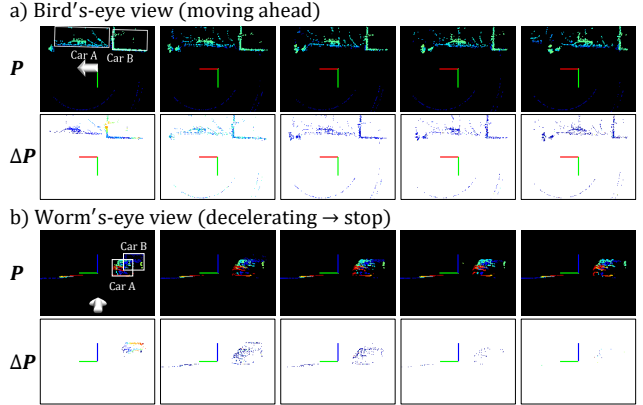 a) Bird's-eye view (moving ahead)
P
Car A
Car B
ΔP
b) Worm's-eye view (decelerating → stop)
P
Car B
Car A
ΔP